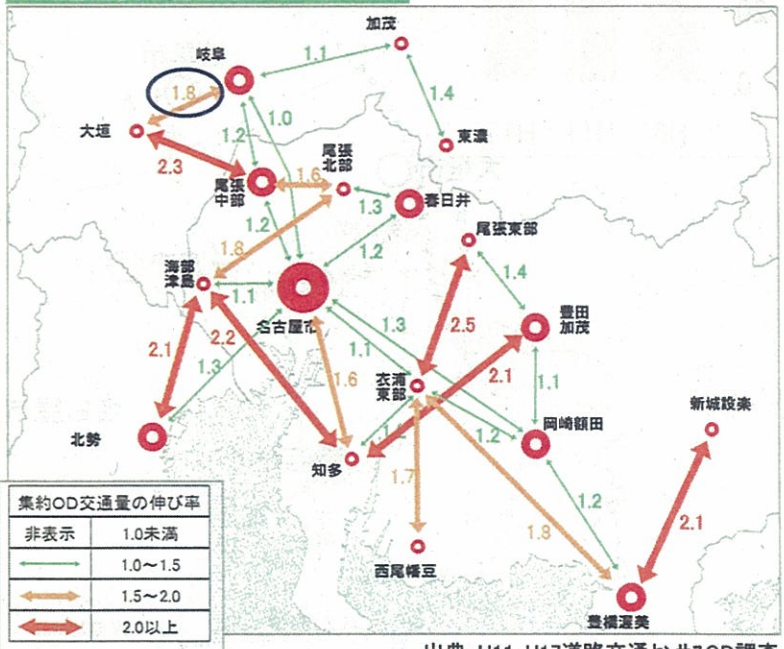 加茂
岐阜
1.1
1.8
1.4
1.0
大垣
1.2
東濃
2.3
尾張
北部
尾張
中部
1.6
1.3
春日井
1.2
1.2
尾張東部
1.8
海部
津島
1.4
1.1
名古屋市
豊田
加茂
2.5
1.3
2.1
2.2
1.1
1.3
1.6
衣浦
東部
2.1
1.1
新城設楽
北勢
1.2
岡崎額田
知多
1.7
1.2
2.1
西尾幡豆
豊橋渥美
集約OD交通量の伸び率
非表示 1.0未満
1.0～1.5
1.5～2.0
2.0以上